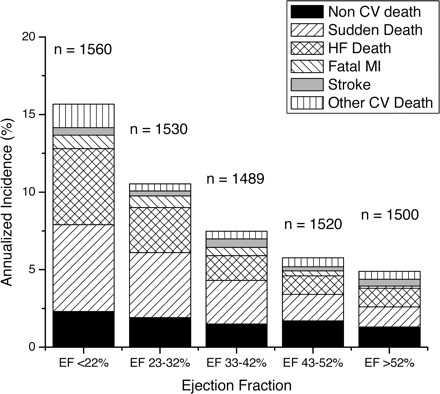 Non CV death
Sudden Death
HF Death
Fatal MI
Stroke
Other CV Death
20
15
10
5
0
Annualized Incidence (%)
n = 1560
n = 1530
n = 1489
n = 1520
n = 1500
EF <22%
EF 23-32%
EF 33-42%
EF 43-52%
EF >52%
Ejection Fraction